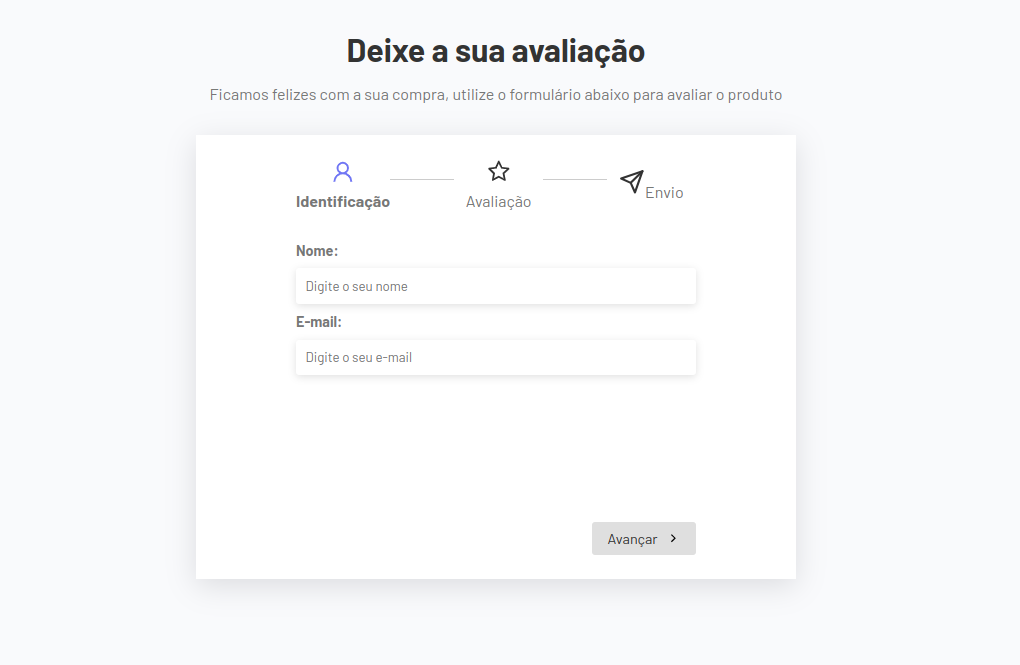 Deixe a sua avaliação
Ficamos felizes com a sua compra, utilize o formulário abaixo para avaliar o produto
Identificação
Avaliação
Envio
Nome:
Digite o seu nome
E-mail:
Digite o seu e-mail
Avançar